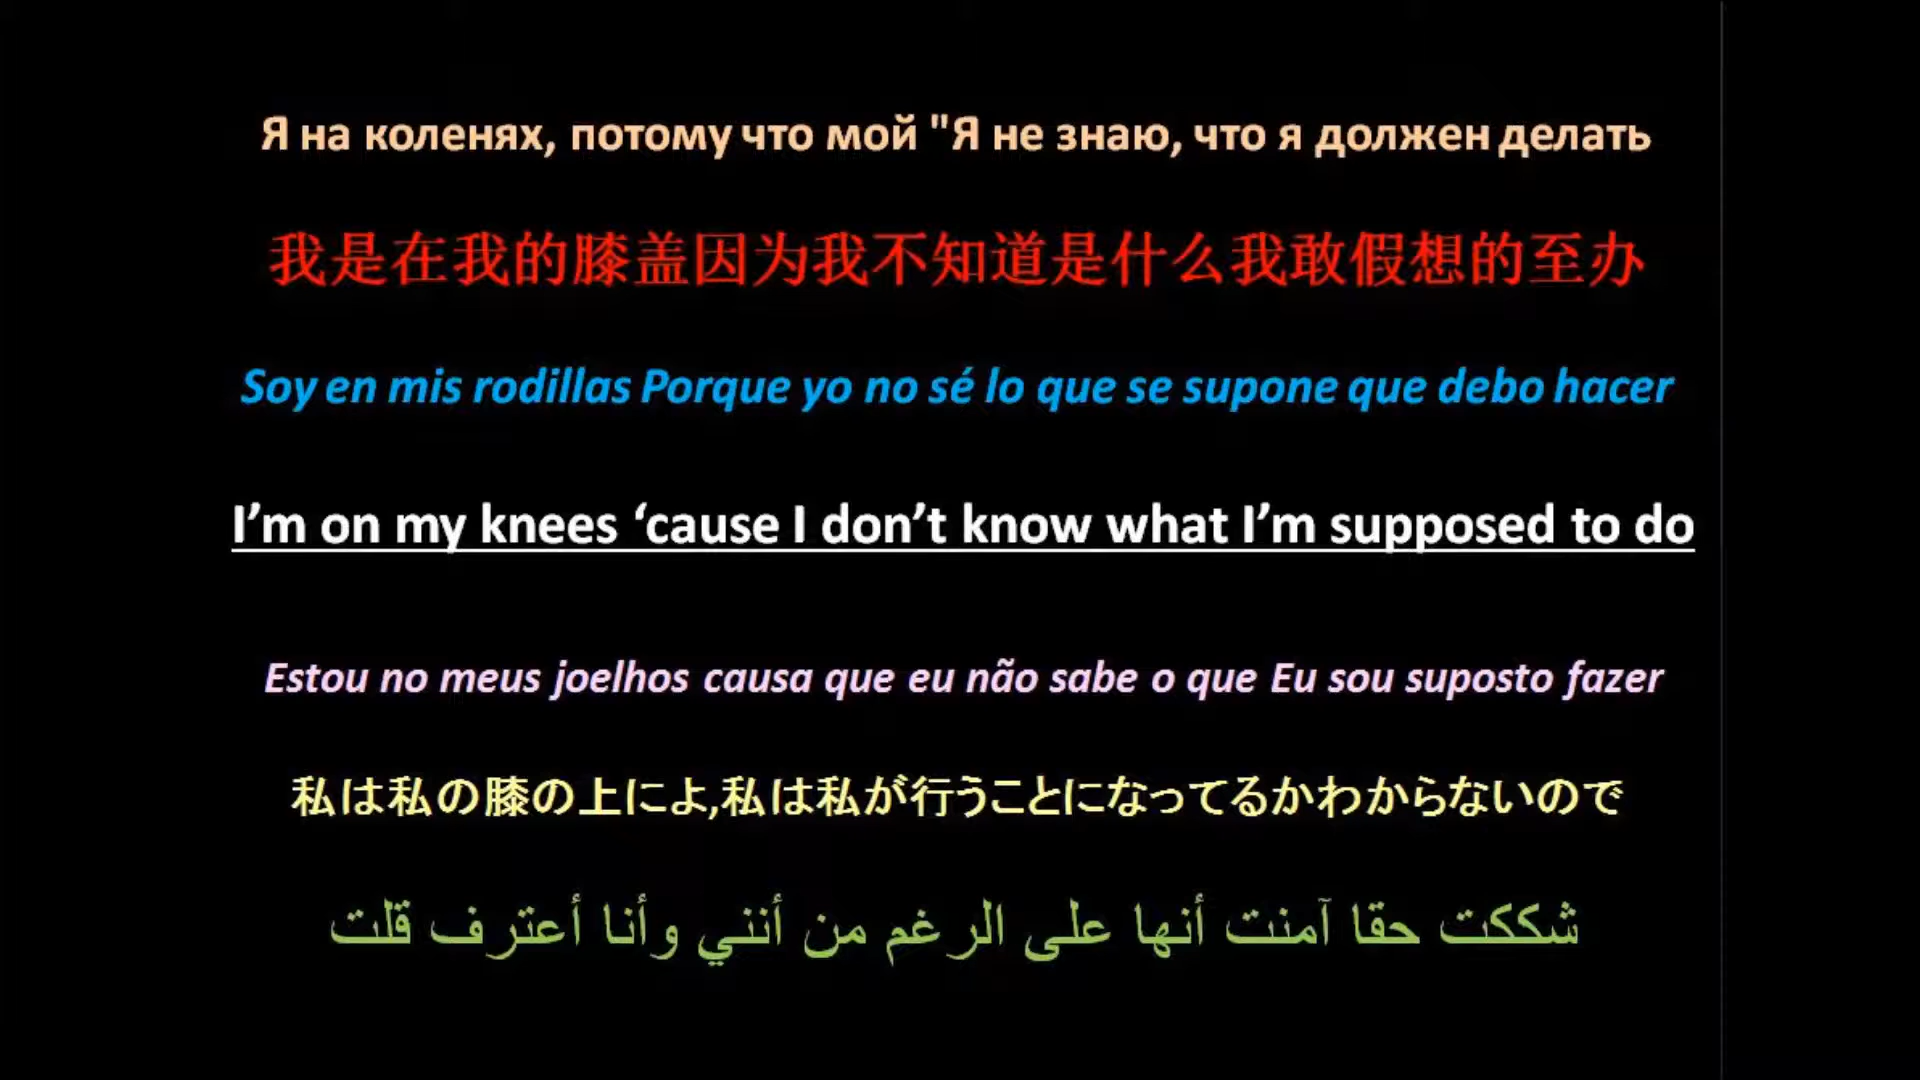 Я на коленях, потому что мой "Я не знаю, что я должен делать
我是在我的膝盖因为我不知道是什么我敢假想的至办
Soy en mis rodillas Porque yo no sé lo que se supone que debo hacer
I’m on my knees ‘cause I don’t know what I’m supposed to do
Estou no meus joelhos causa que eu não sabe o que Eu sou suposto fazer
私は私の膝の上によ,私は私が行うことになってるかわからないので
شككت حقا آمنت أنها على الرغم من أنني وأنا أعترف قلت